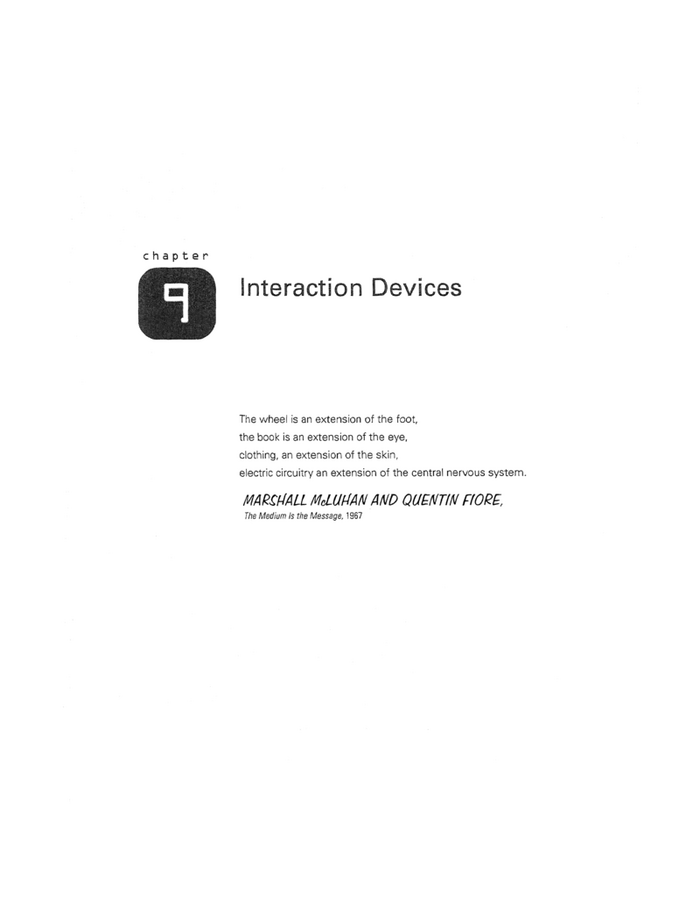 chapter
9
Interaction Devices
The wheel is an extension of the foot,
the book is an extension of the eye,
clothing, an extension of the skin,
electric circuitry an extension of the central nervous system.
MARSHALL McLUHAN AND QUENTIN FIORE,
The Medium Is the Message, 1967